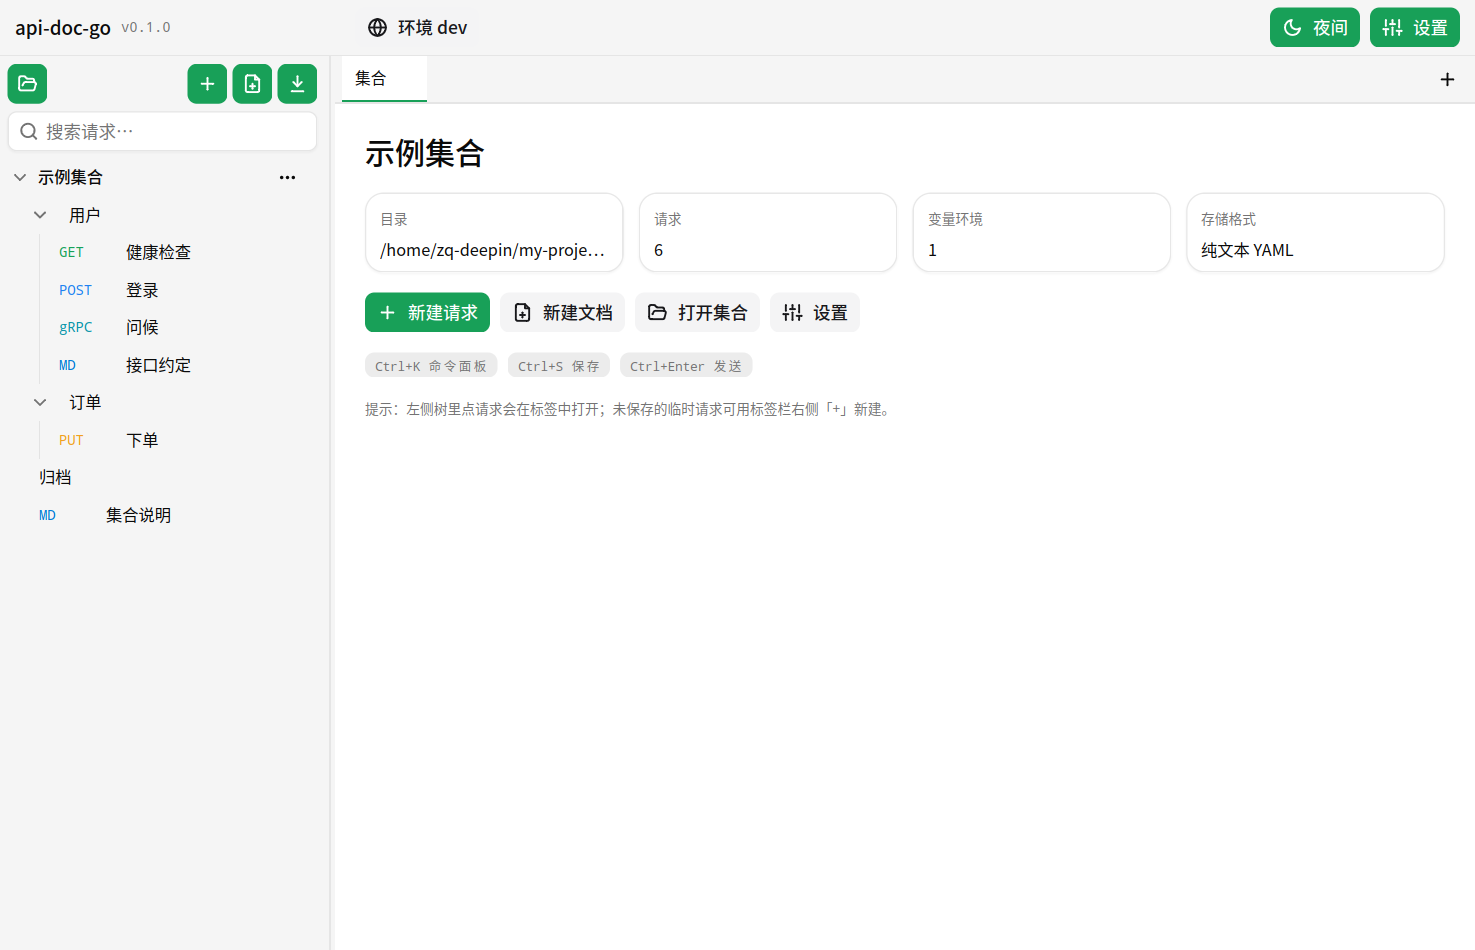 api-doc-go v0.1.0
环境 dev
夜间
设置
搜索请求…
示例集合
用户
GET 健康检查
POST 登录
gRPC 问候
MD 接口约定
订单
PUT 下单
归档
MD 集合说明
集合
示例集合
目录
/home/zq-deepin/my-proje…
请求
6
变量环境
1
存储格式
纯文本 YAML
新建请求
新建文档
打开集合
设置
Ctrl+K 命令面板
Ctrl+S 保存
Ctrl+Enter 发送
提示：左侧树里点请求会在标签中打开；未保存的临时请求可用标签栏右侧「+」新建。